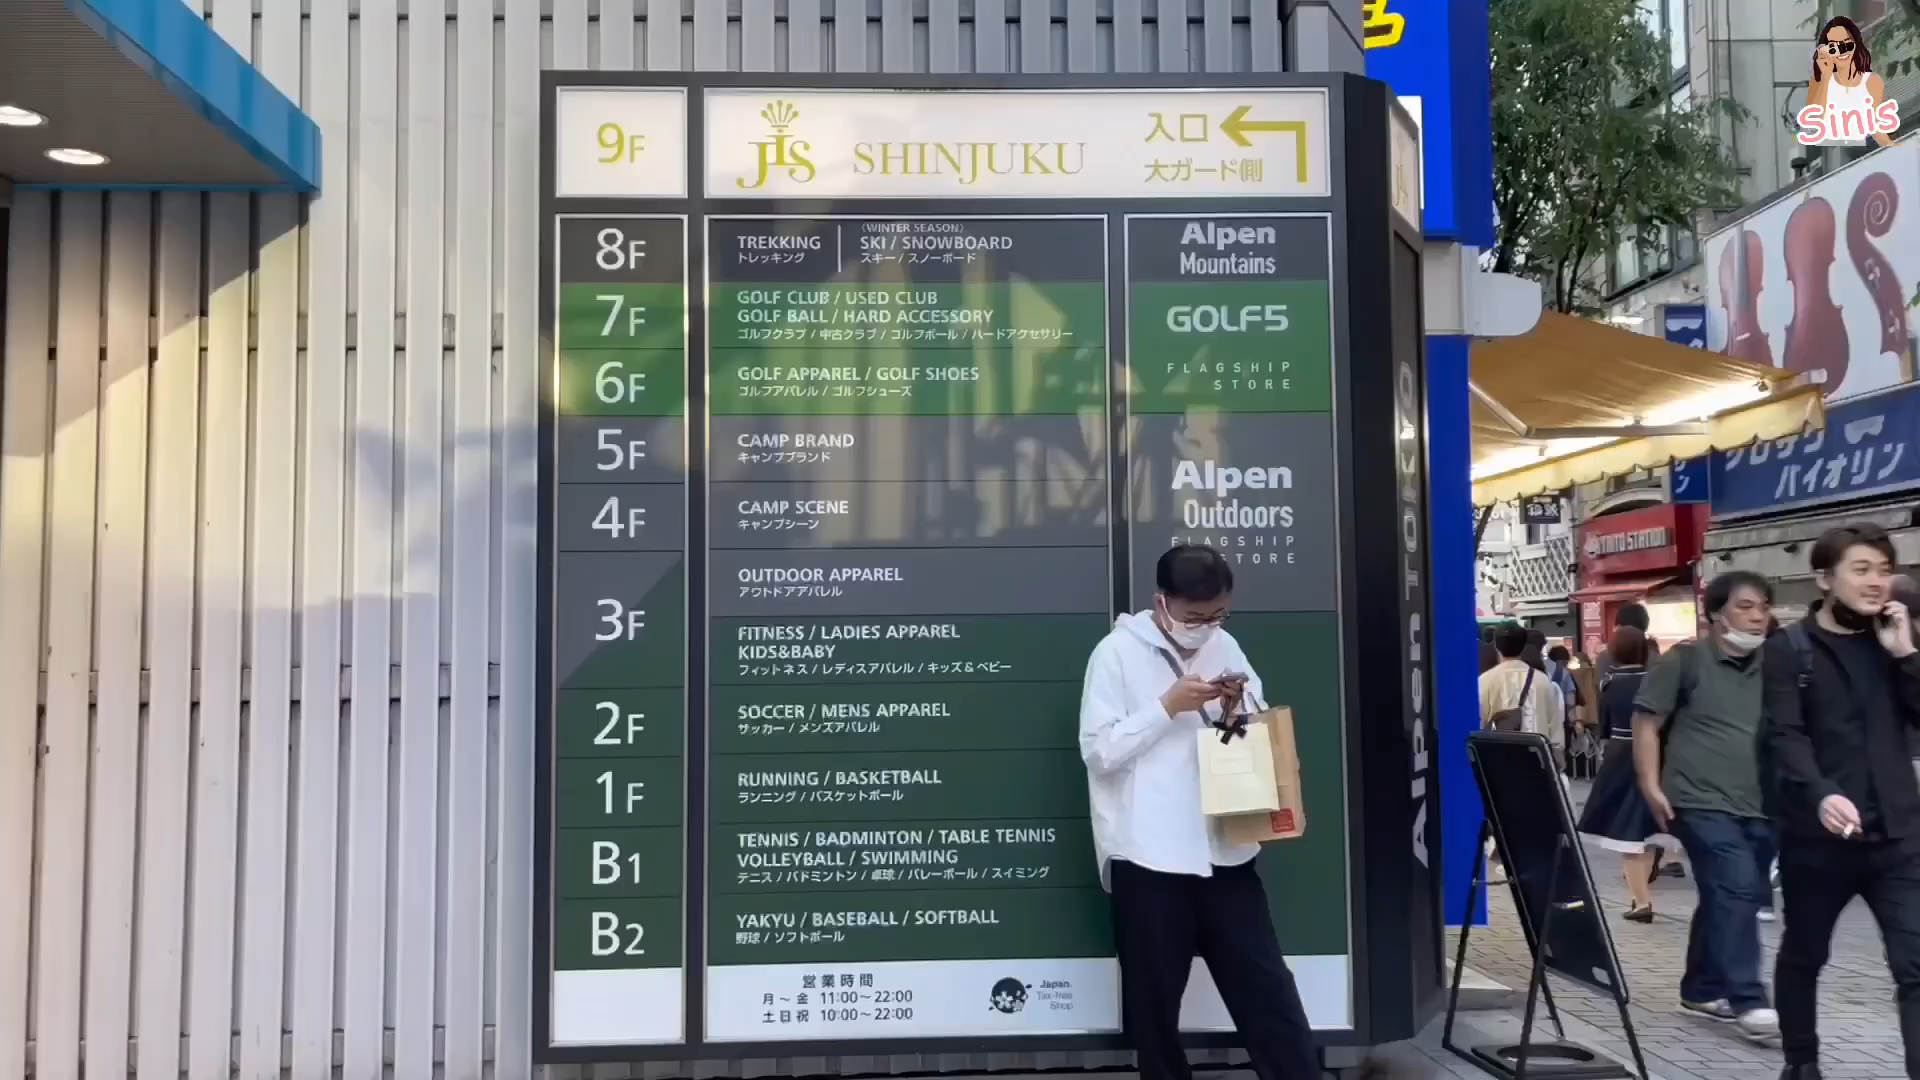 Sinis
9F
JIS SHINJUKU
入口
大ガード側
8F
TREKKING
トレッキング
〈WINTER SEASON〉
SKI / SNOWBOARD
スキー / スノーボード
Alpen
Mountains
7F
GOLF CLUB / USED CLUB
GOLF BALL / HARD ACCESSORY
ゴルフクラブ / 中古クラブ / ゴルフボール / ハードアクセサリー
GOLF5
FLAGSHIP
STORE
6F
GOLF APPAREL / GOLF SHOES
ゴルフアパレル / ゴルフシューズ
5F
CAMP BRAND
キャンプブランド
Alpen
Outdoors
FLAGSHIP
STORE
4F
CAMP SCENE
キャンプシーン
3F
OUTDOOR APPAREL
アウトドアアパレル
FITNESS / LADIES APPAREL
KIDS&BABY
フィットネス / レディスアパレル / キッズ & ベビー
2F
SOCCER / MENS APPAREL
サッカー / メンズアパレル
1F
RUNNING / BASKETBALL
ランニング / バスケットボール
B1
TENNIS / BADMINTON / TABLE TENNIS
VOLLEYBALL / SWIMMING
テニス / バドミントン / 卓球 / バレーボール / スイミング
B2
YAKYU / BASEBALL / SOFTBALL
野球 / ソフトボール
営業時間
月～金 11:00～22:00
土日祝 10:00～22:00
Japan.
Tax-free
Shop
Alpen TOKYO
クロサワ
バイオリン
TAITO STATION